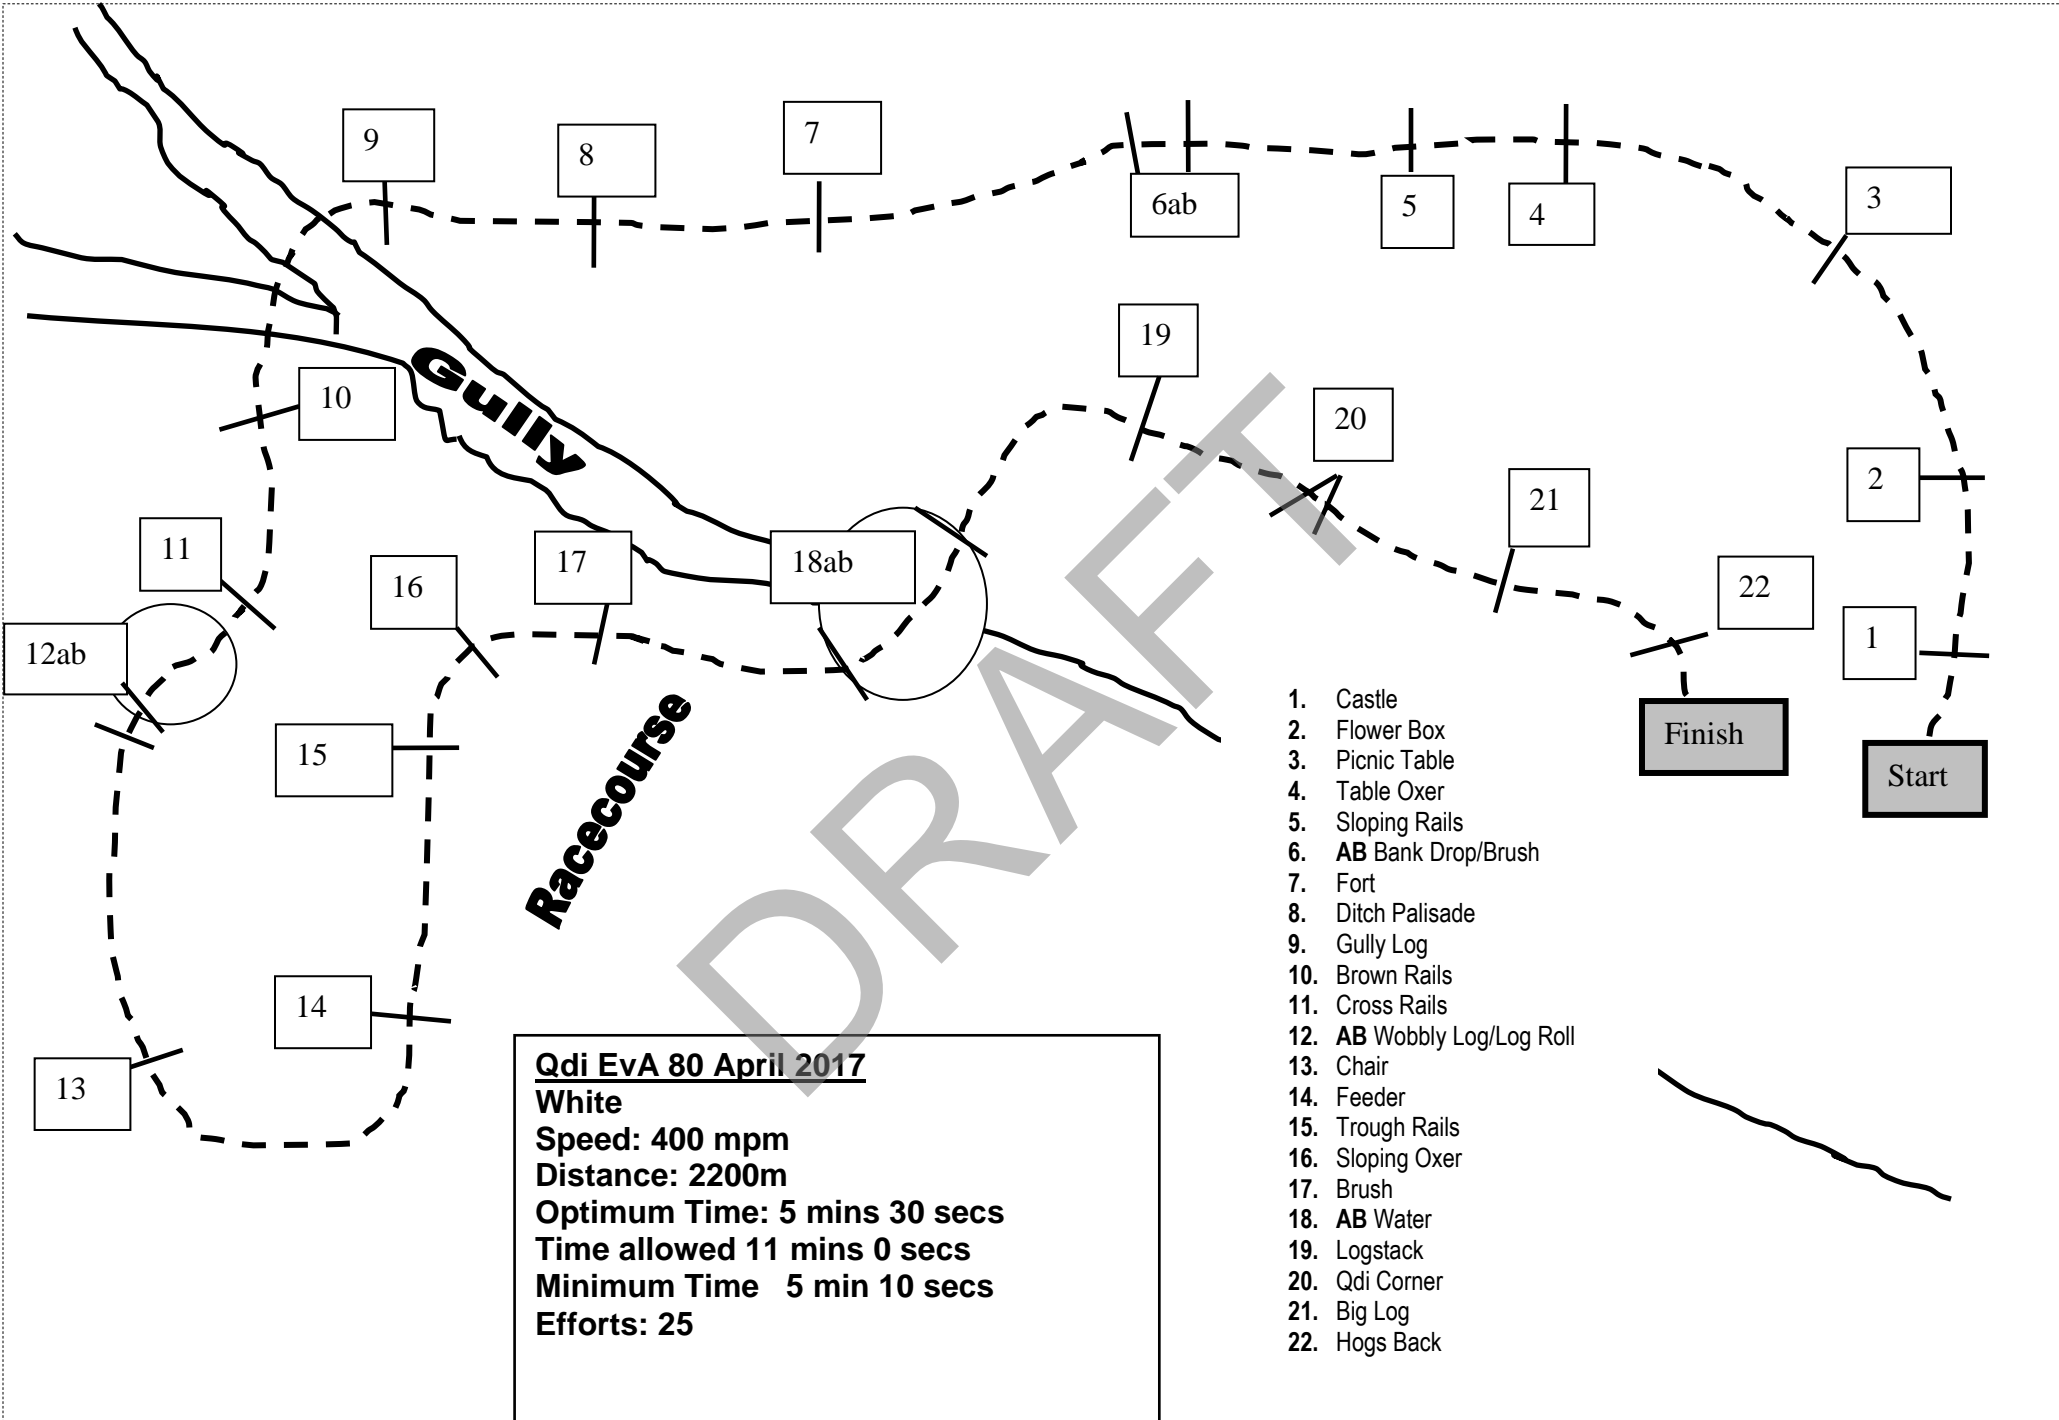 9
8
7
6ab
5
4
3
10
19
20
2
21
11
16
17
18ab
22
1
12ab
15
14
13
Gully
Racecourse
Finish
Start
DRAFT
1. Castle
2. Flower Box
3. Picnic Table
4. Table Oxer
5. Sloping Rails
6. AB Bank Drop/Brush
7. Fort
8. Ditch Palisade
9. Gully Log
10. Brown Rails
11. Cross Rails
12. AB Wobbly Log/Log Roll
13. Chair
14. Feeder
15. Trough Rails
16. Sloping Oxer
17. Brush
18. AB Water
19. Logstack
20. Qdi Corner
21. Big Log
22. Hogs Back
Qdi EvA 80 April 2017
White
Speed: 400 mpm
Distance: 2200m
Optimum Time: 5 mins 30 secs
Time allowed 11 mins 0 secs
Minimum Time   5 min 10 secs
Efforts: 25